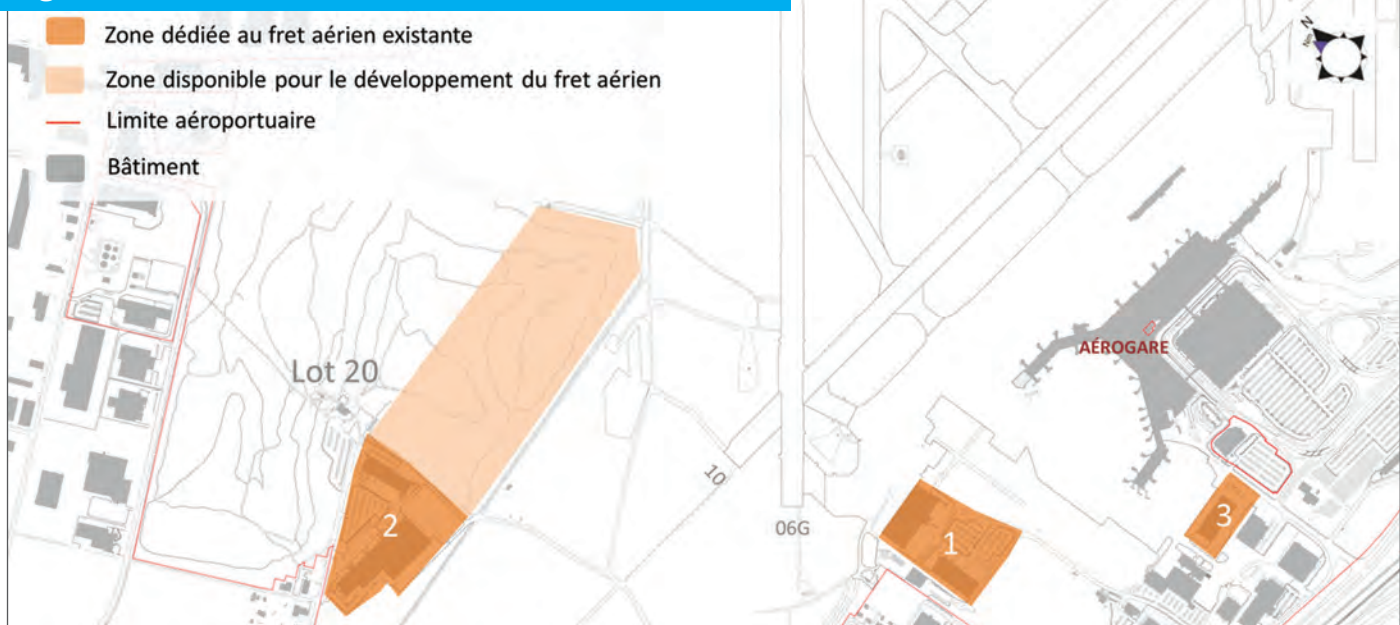 Zone dédiée au fret aérien existante
Zone disponible pour le développement du fret aérien
Limite aéroportuaire
Bâtiment
Lot 20
AÉROGARE
10
06G
2
1
3